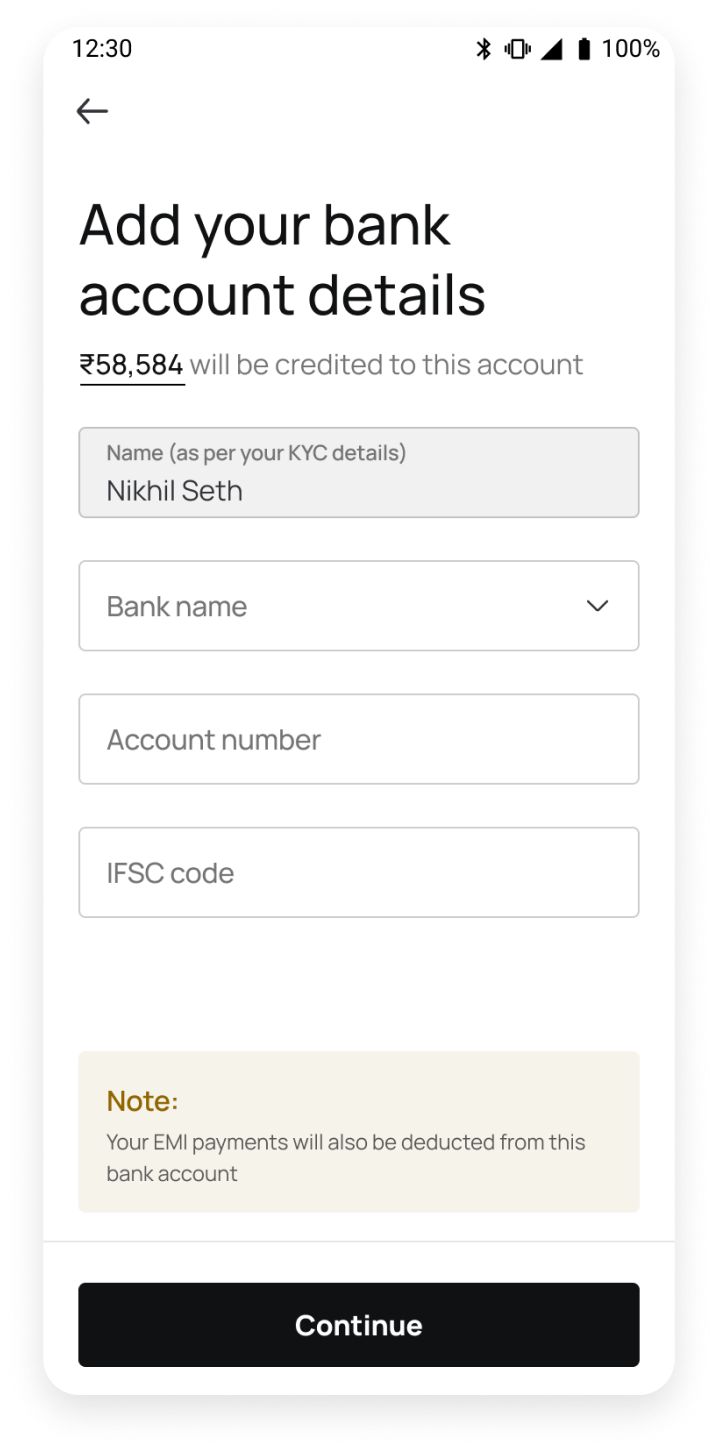 12:30 100%
Add your bank
account details
₹58,584 will be credited to this account
Name (as per your KYC details)
Nikhil Seth
Bank name
Account number
IFSC code
Note:
Your EMI payments will also be deducted from this
bank account
Continue